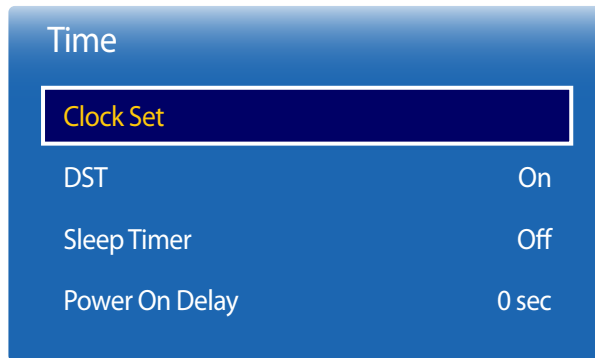 Time
Clock Set
DST On
Sleep Timer Off
Power On Delay 0 sec